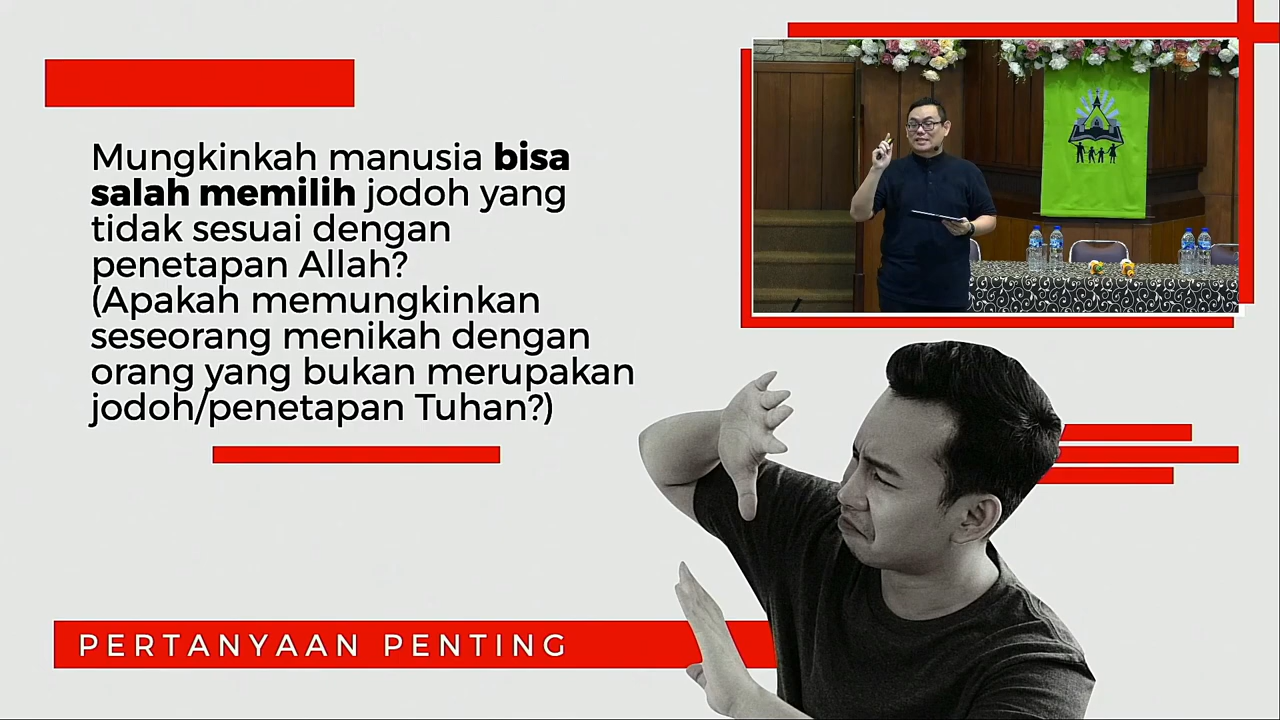 Mungkinkah manusia bisa
salah memilih jodoh yang
tidak sesuai dengan
penetapan Allah?
(Apakah memungkinkan
seseorang menikah dengan
orang yang bukan merupakan
jodoh/penetapan Tuhan?)
PERTANYAAN PENTING